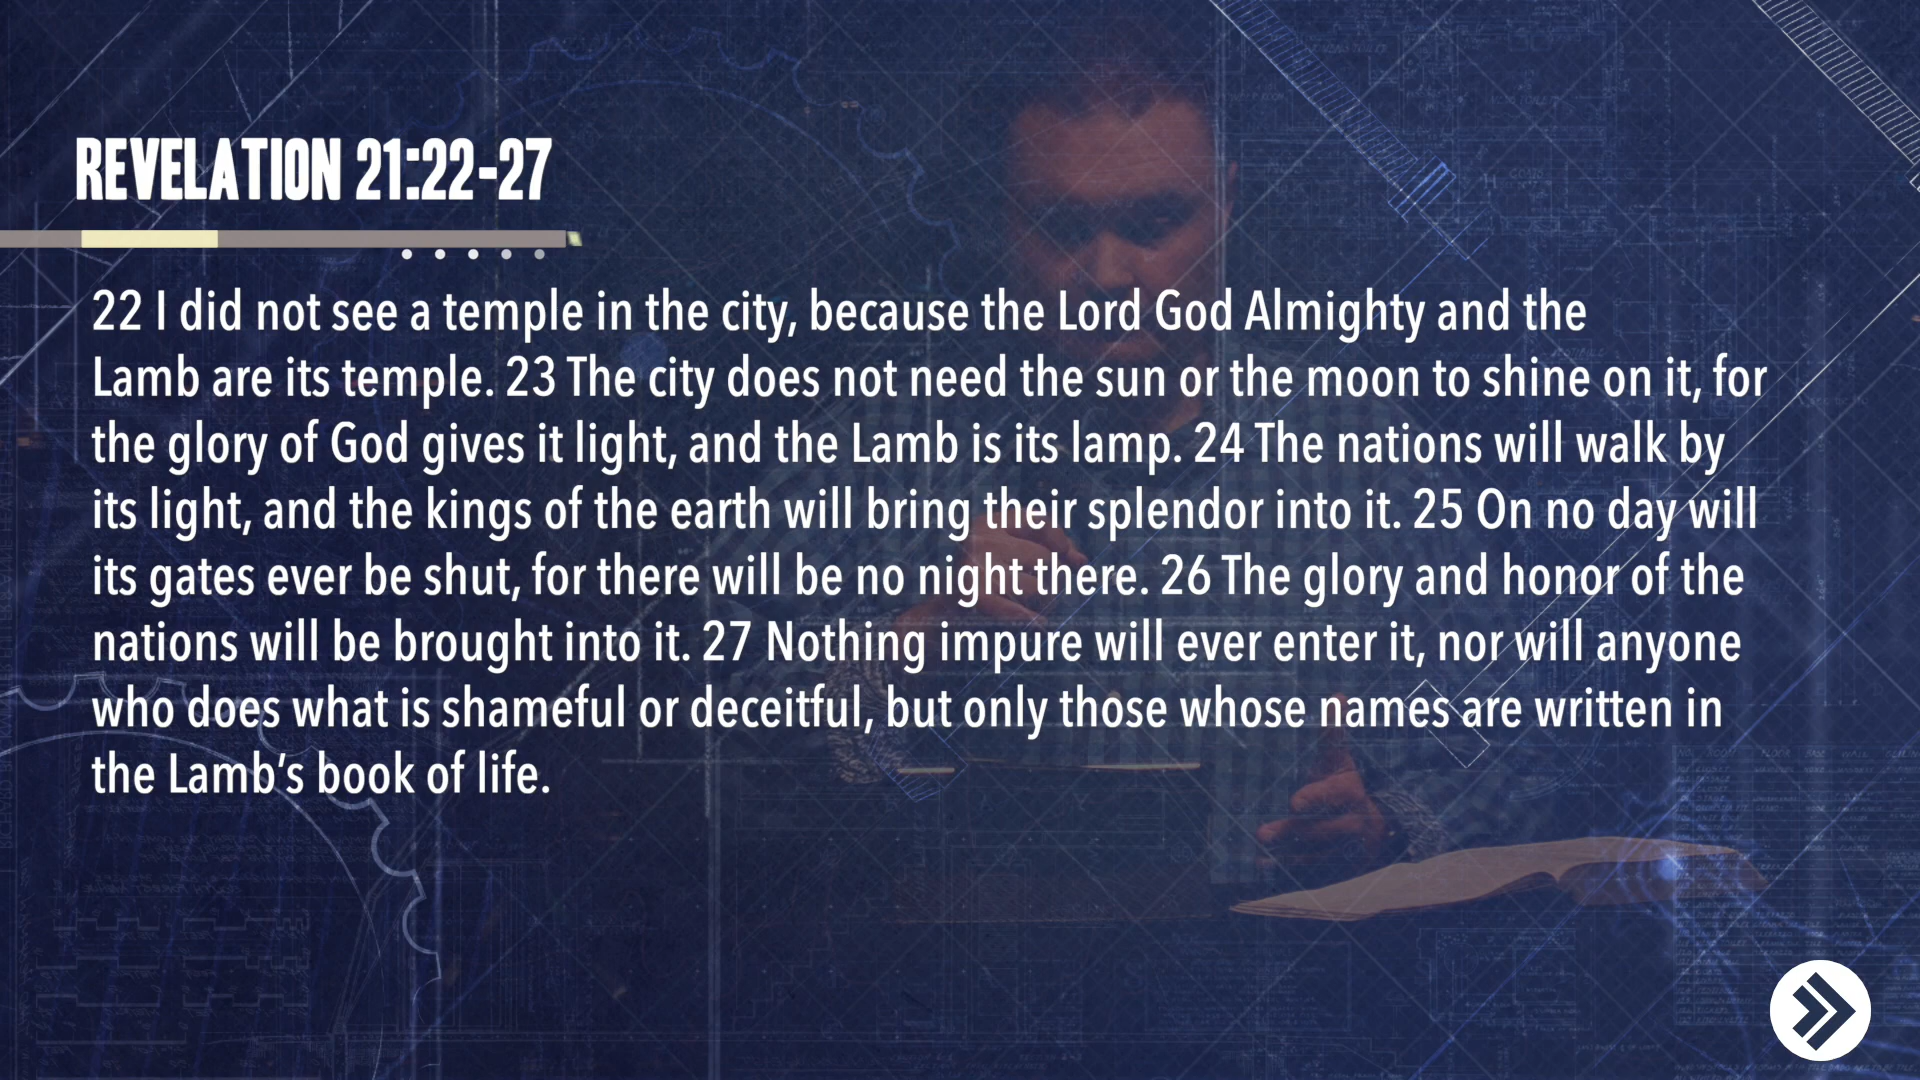 REVELATION 21:22-27
22 I did not see a temple in the city, because the Lord God Almighty and the
Lamb are its temple. 23 The city does not need the sun or the moon to shine on it, for
the glory of God gives it light, and the Lamb is its lamp. 24 The nations will walk by
its light, and the kings of the earth will bring their splendor into it. 25 On no day will
its gates ever be shut, for there will be no night there. 26 The glory and honor of the
nations will be brought into it. 27 Nothing impure will ever enter it, nor will anyone
who does what is shameful or deceitful, but only those whose names are written in
the Lamb’s book of life.